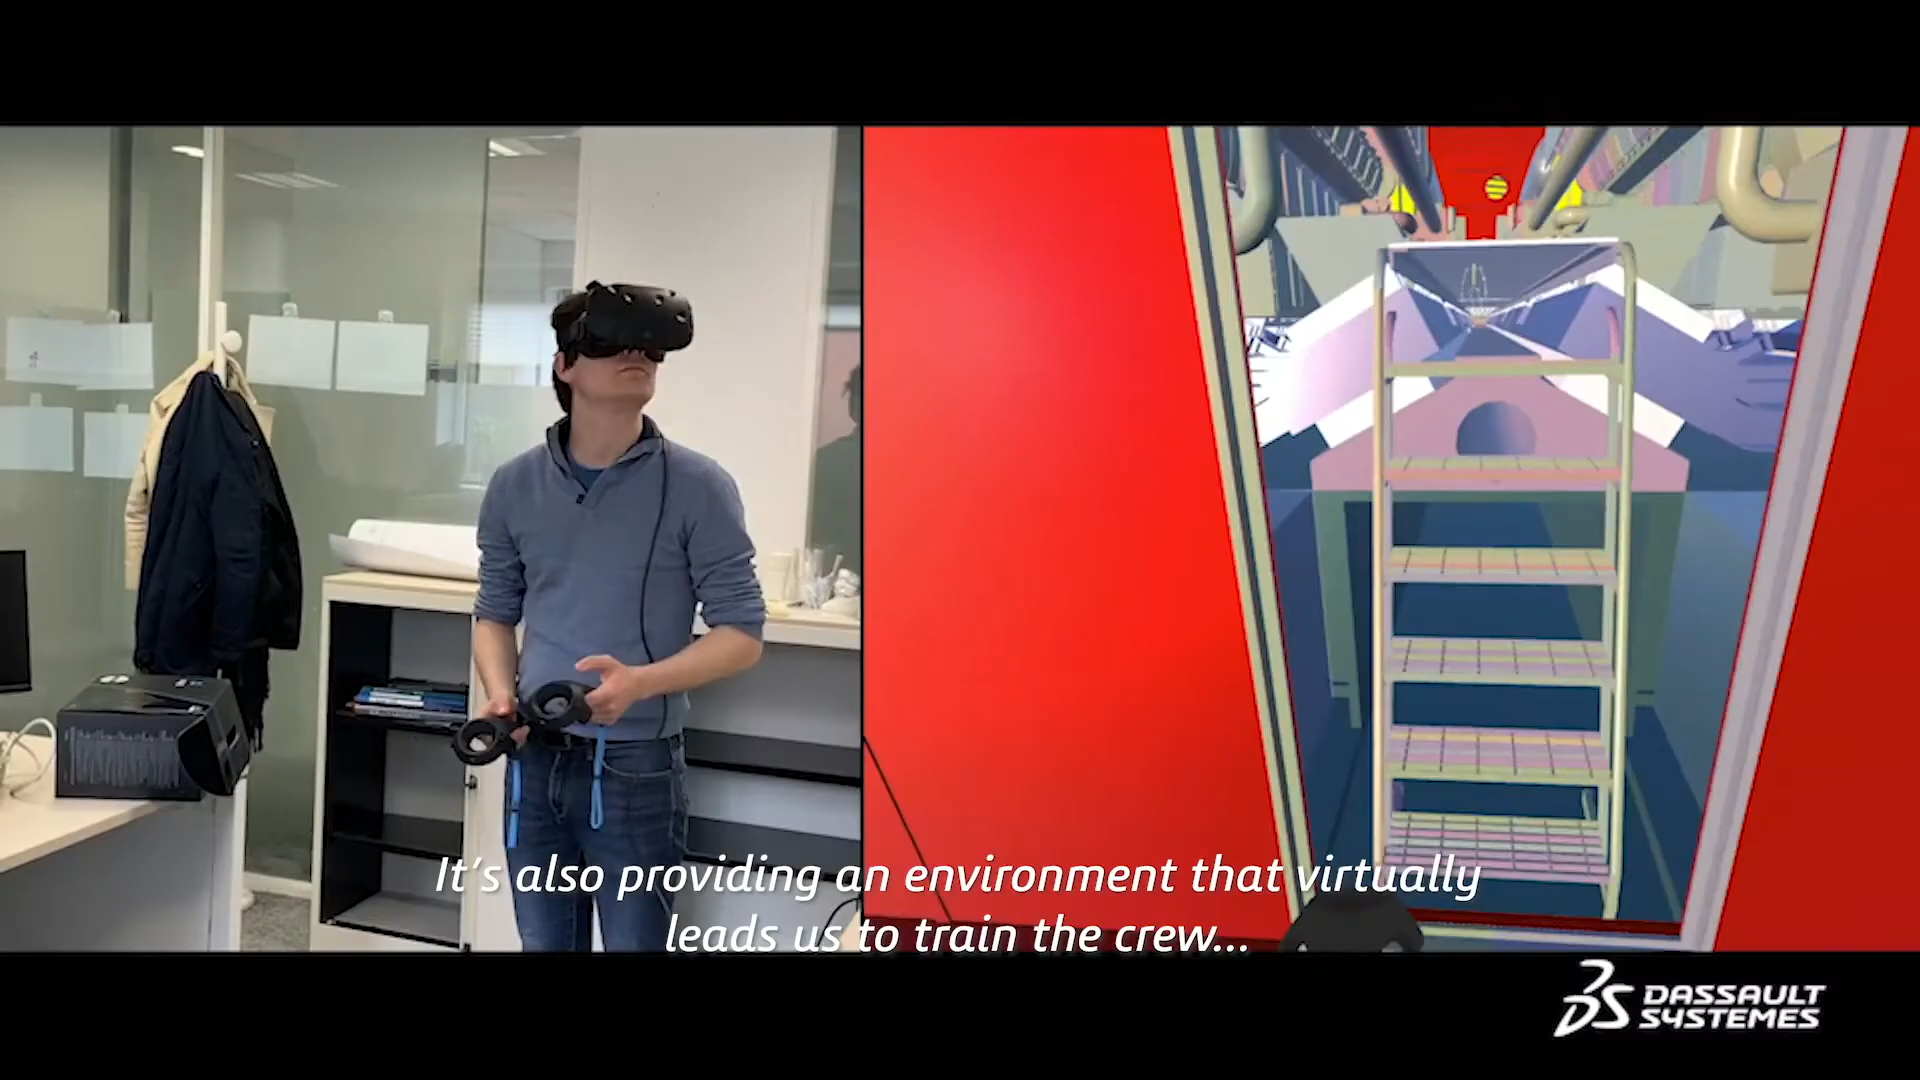 It's also providing an environment that virtually
leads us to train the crew...
DASSAULT
SYSTEMES